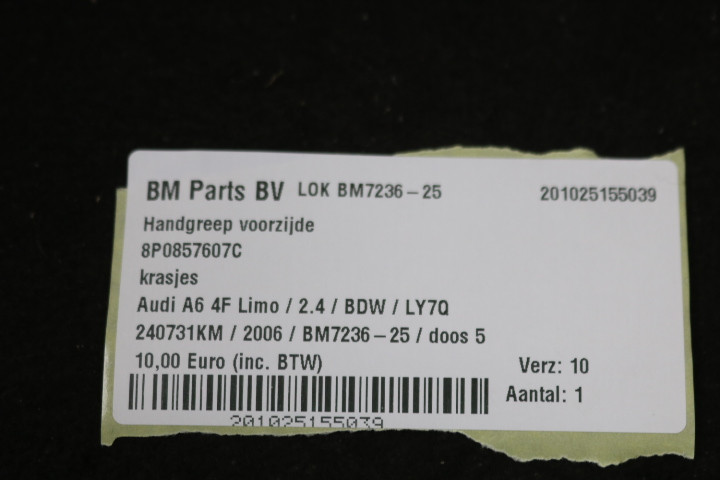 BM Parts BV LOK BM7236-25 201025155039
Handgreep voorzijde
8P0857607C
krasjes
Audi A6 4F Limo / 2.4 / BDW / LY7Q
240731KM / 2006 / BM7236-25 / doos 5
10,00 Euro (inc. BTW) Verz: 10
Aantal: 1
201025155039